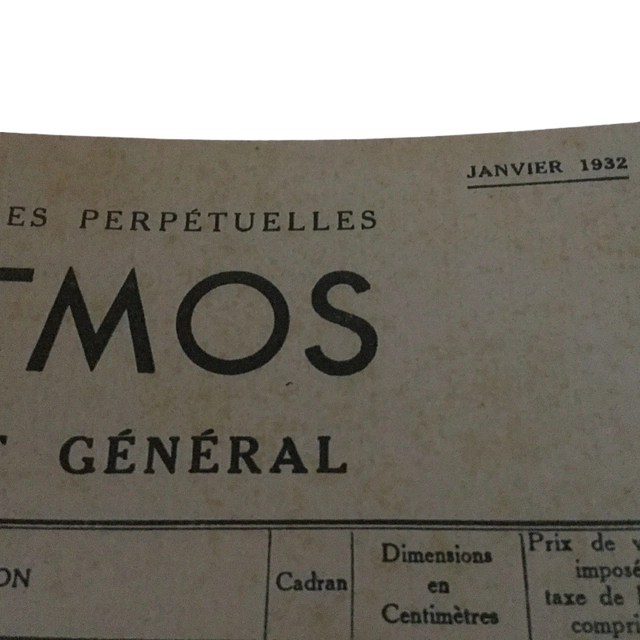 JANVIER 1932
ES PERPÉTUELLES
TMOS
GÉNÉRAL
ON
Cadran
Dimensions
en
Centimètres
Prix de v
imposé
taxe de l
compri